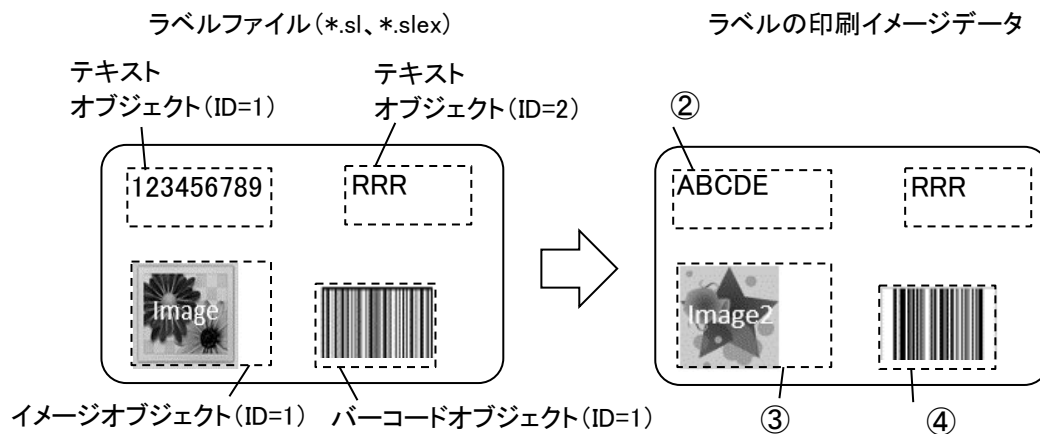 ラベルファイル(*.sl、*.slex)
ラベルの印刷イメージデータ
テキスト
オブジェクト(ID=1)
テキスト
オブジェクト(ID=2)
②
123456789
RRR
ABCDE
RRR
Image
Image2
イメージオブジェクト(ID=1)
バーコードオブジェクト(ID=1)
③
④